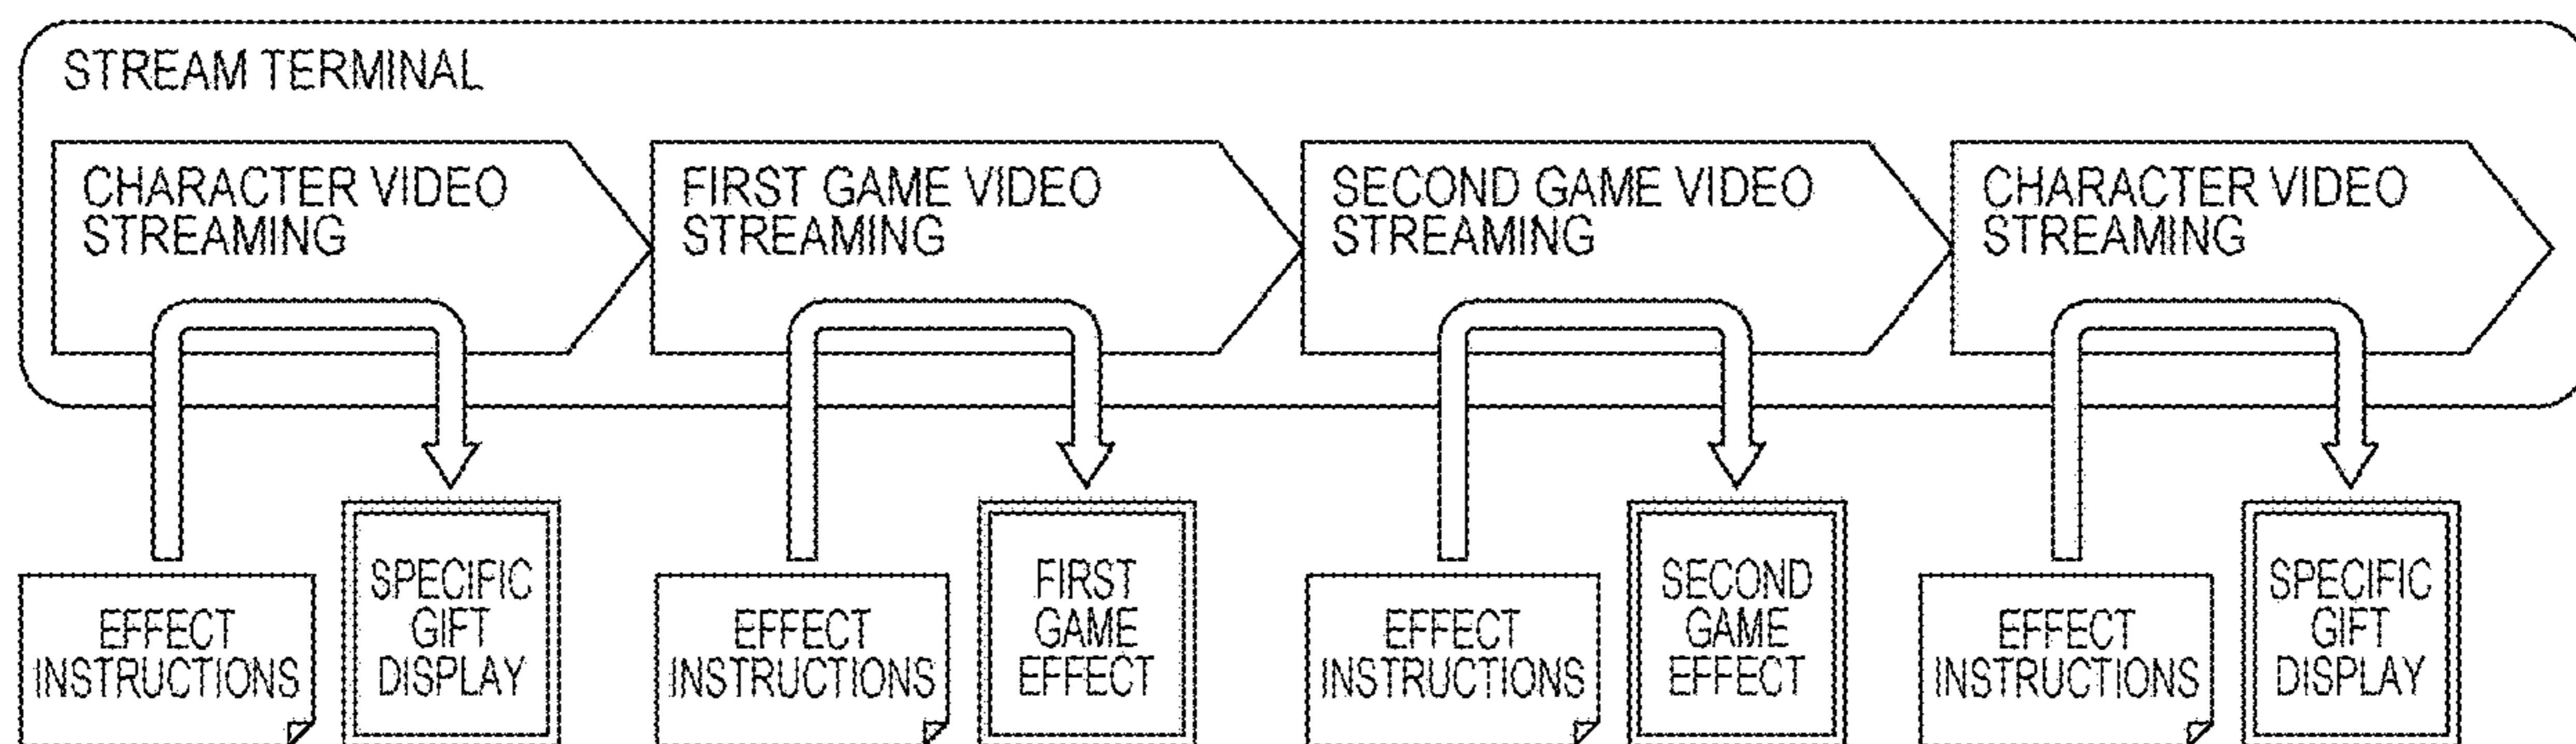 STREAM TERMINAL
CHARACTER VIDEO
STREAMING
FIRST GAME VIDEO
STREAMING
SECOND GAME VIDEO
STREAMING
CHARACTER VIDEO
STREAMING
EFFECT
INSTRUCTIONS
SPECIFIC
GIFT
DISPLAY
EFFECT
INSTRUCTIONS
FIRST
GAME
EFFECT
EFFECT
INSTRUCTIONS
SECOND
GAME
EFFECT
EFFECT
INSTRUCTIONS
SPECIFIC
GIFT
DISPLAY